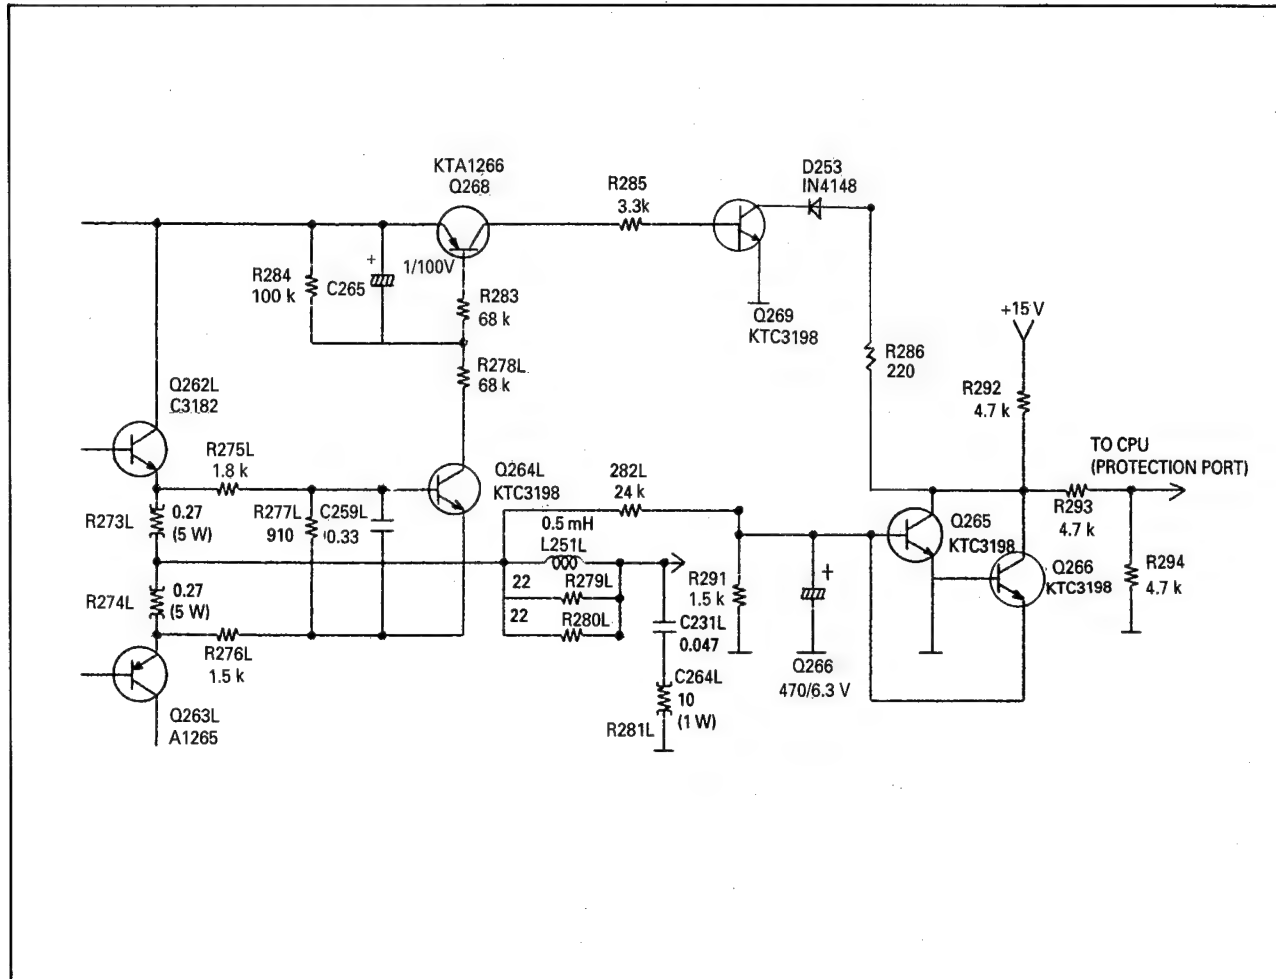 KTA1266
Q268
1/100V
R285
3.3k
D253
IN4148
R284
100 k
+
C265
R283
68 k
R278L
68 k
Q269
KTC3198
R286
220
+15 V
R292
4.7 k
Q262L
C3182
R275L
1.8 k
Q264L
KTC3198
282L
24 k
TO CPU
(PROTECTION PORT)
R273L
0.27
(5 W)
R277L
910
C259L
0.33
0.5 mH
L251L
Q265
KTC3198
R293
4.7 k
R274L
0.27
(5 W)
22
R279L
22
R280L
R291
1.5 k
+
Q266
KTC3198
R294
4.7 k
R276L
1.5 k
C231L
0.047
Q263L
A1265
C264L
10
(1 W)
R281L
Q266
470/6.3 V